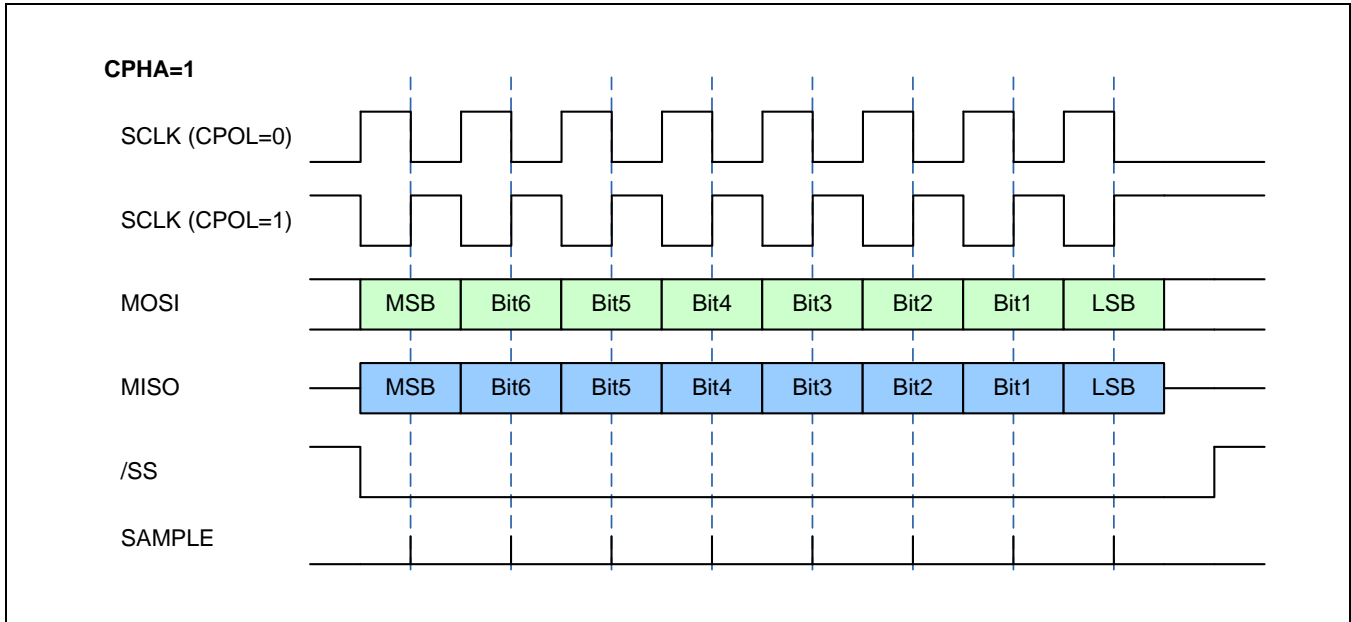 CPHA=1
SCLK (CPOL=0)
SCLK (CPOL=1)
MOSI MSB Bit6 Bit5 Bit4 Bit3 Bit2 Bit1 LSB
MISO MSB Bit6 Bit5 Bit4 Bit3 Bit2 Bit1 LSB
/SS
SAMPLE